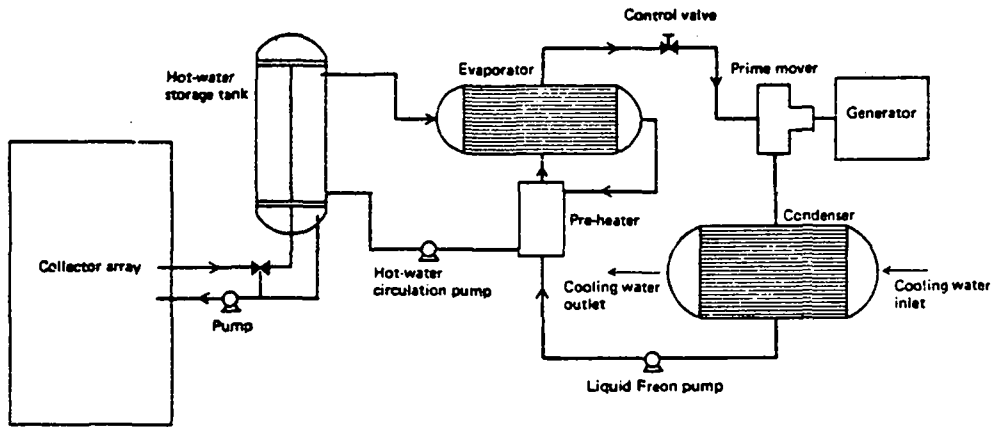 Control valve
Hot-water
storage tank
Evaporator
Prime mover
Generator
Pre-heater
Condenser
Collector array
Hot-water
circulation pump
Cooling water
outlet
Cooling water
inlet
Pump
Liquid Freon pump